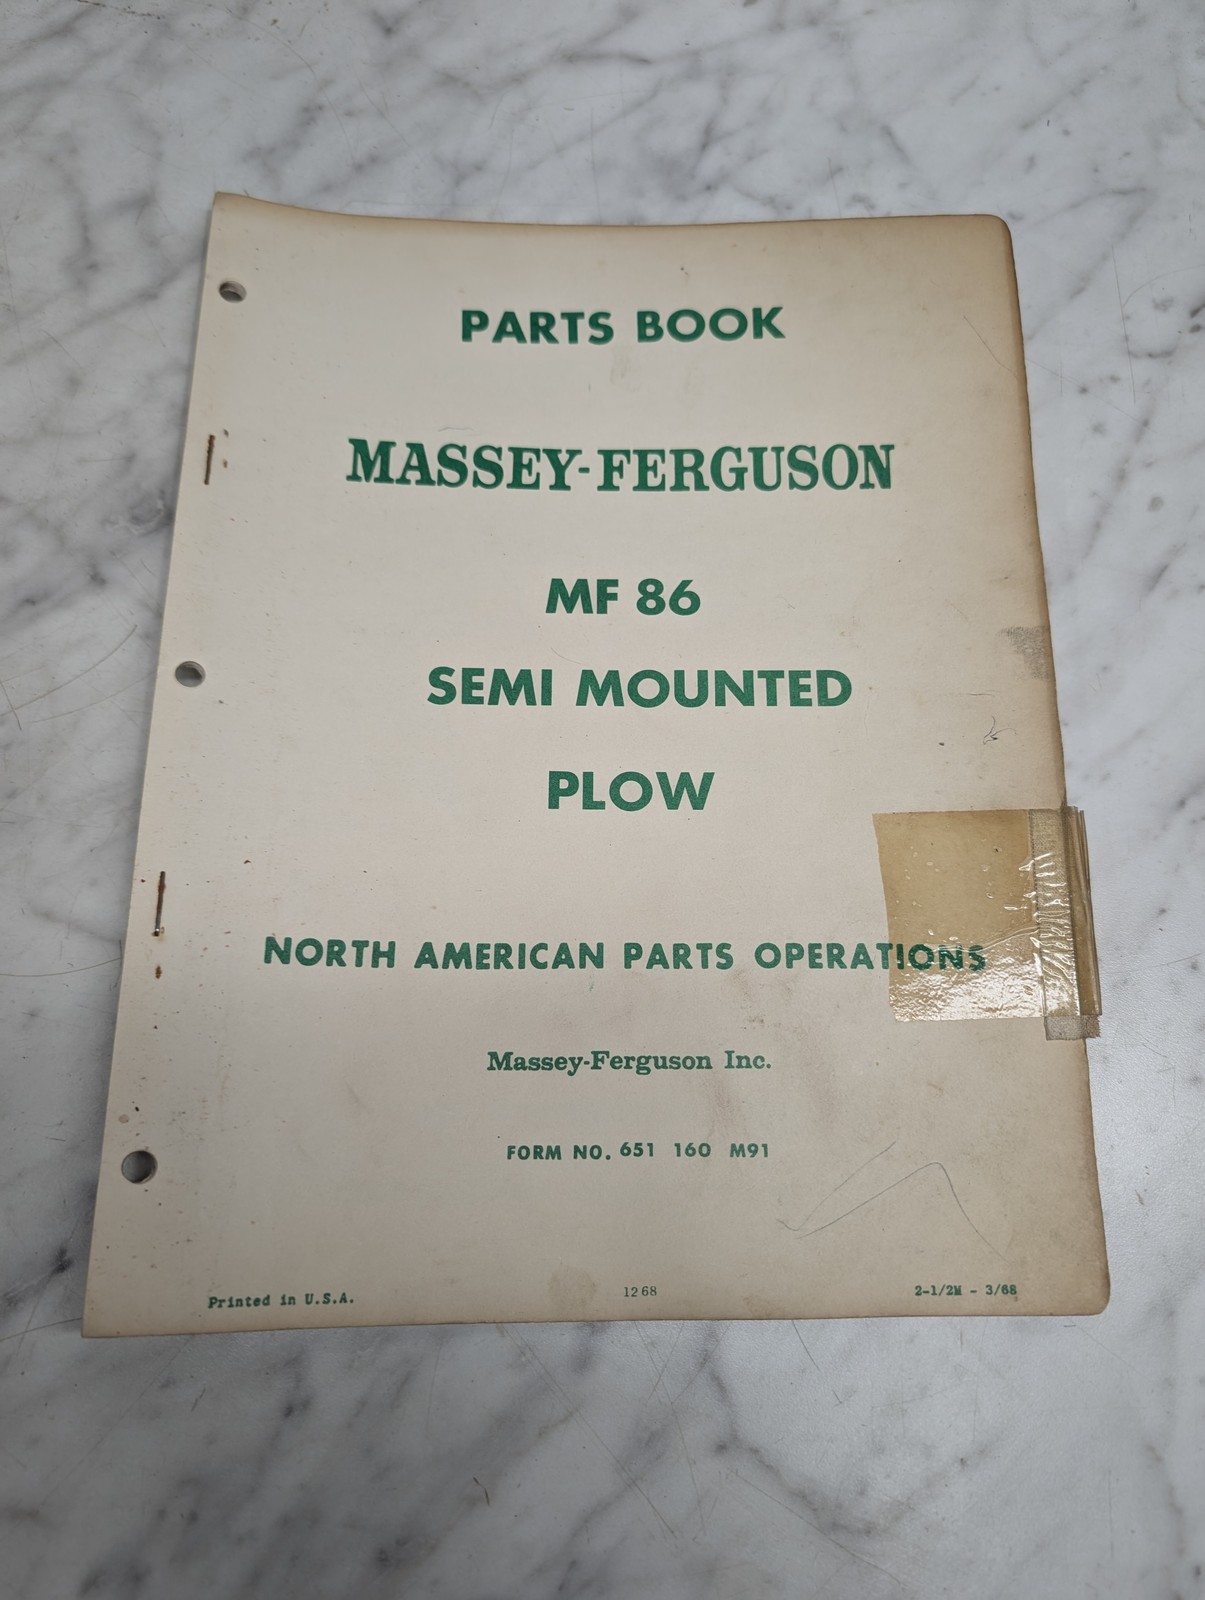 PARTS BOOK
MASSEY-FERGUSON
MF 86
SEMI MOUNTED
PLOW
NORTH AMERICAN PARTS OPERATIONS
Massey-Ferguson Inc.
FORM NO. 651 160 M91
Printed in U.S.A. 1268 2-1/2M - 3/68